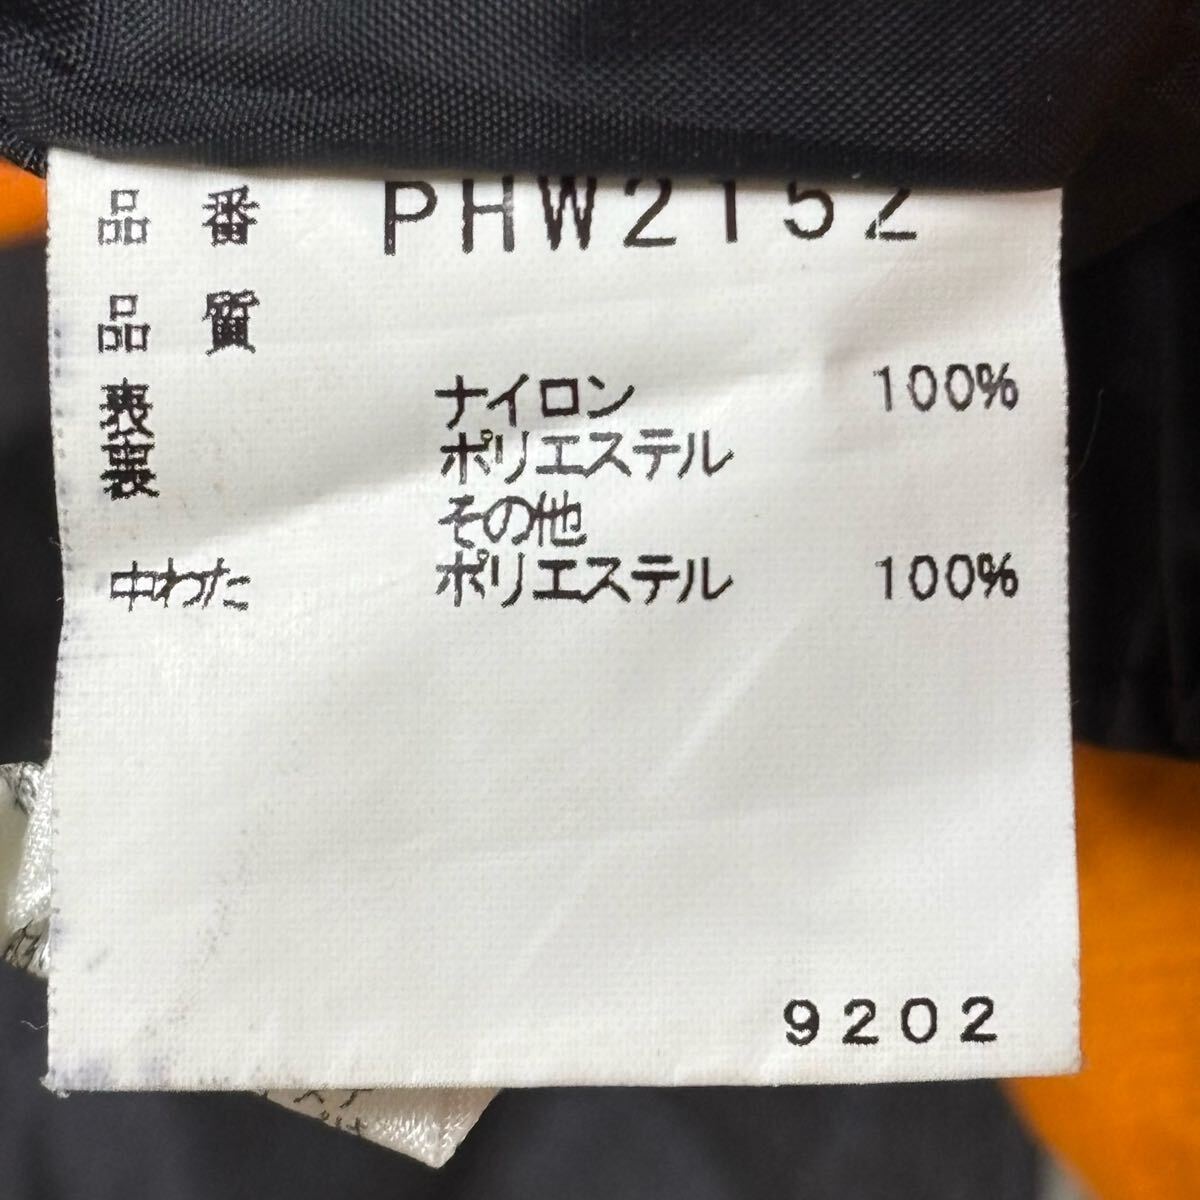 品 番 PHW2152
品 質
表 ナイロン 100%
裏 ポリエステル
その他
中わた ポリエステル 100%
9202